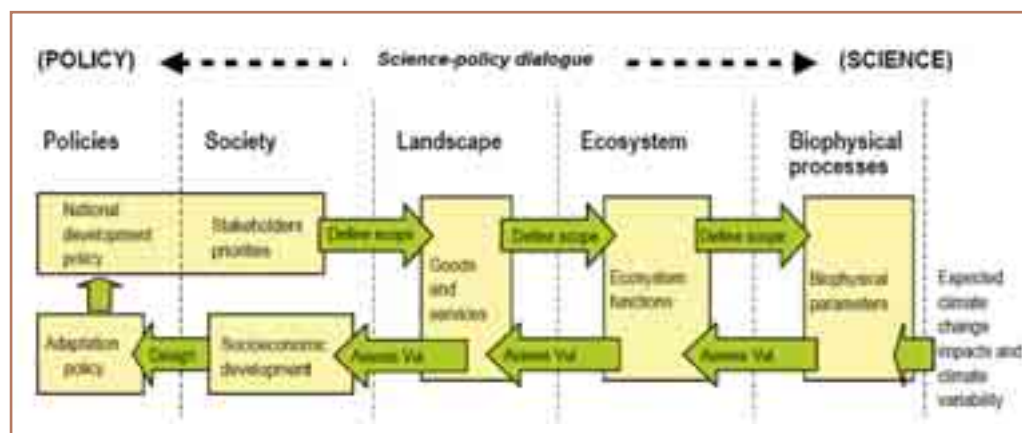 (POLICY) Science-policy dialogue (SCIENCE)
Policies
Society
Landscape
Ecosystem
Biophysical
processes
National
development
policy
Stakeholders
priorities
Define scope
Goods
and
services
Define scope
Ecosystem
functions
Define scope
Biophysical
parameters
Expected
climate
change
impacts and
climate
variability
Adaptation
policy
Design
Socioeconomic
development
Assess Vul
Assess Vul
Assess Vul